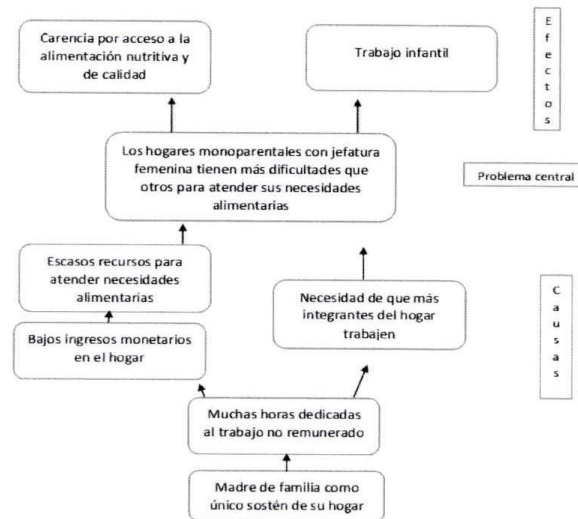 Carencia por acceso a la
alimentación nutritiva y
de calidad
Trabajo infantil
E
f
e
c
t
o
s
Los hogares monoparentales con jefatura
femenina tienen más dificultades que
otros para atender sus necesidades
alimentarias
Problema central
Escasos recursos para
atender necesidades
alimentarias
Bajos ingresos monetarios
en el hogar
Necesidad de que más
integrantes del hogar
trabajen
C
a
u
s
a
s
Muchas horas dedicadas
al trabajo no remunerado
Madre de familia como
único sostén de su hogar